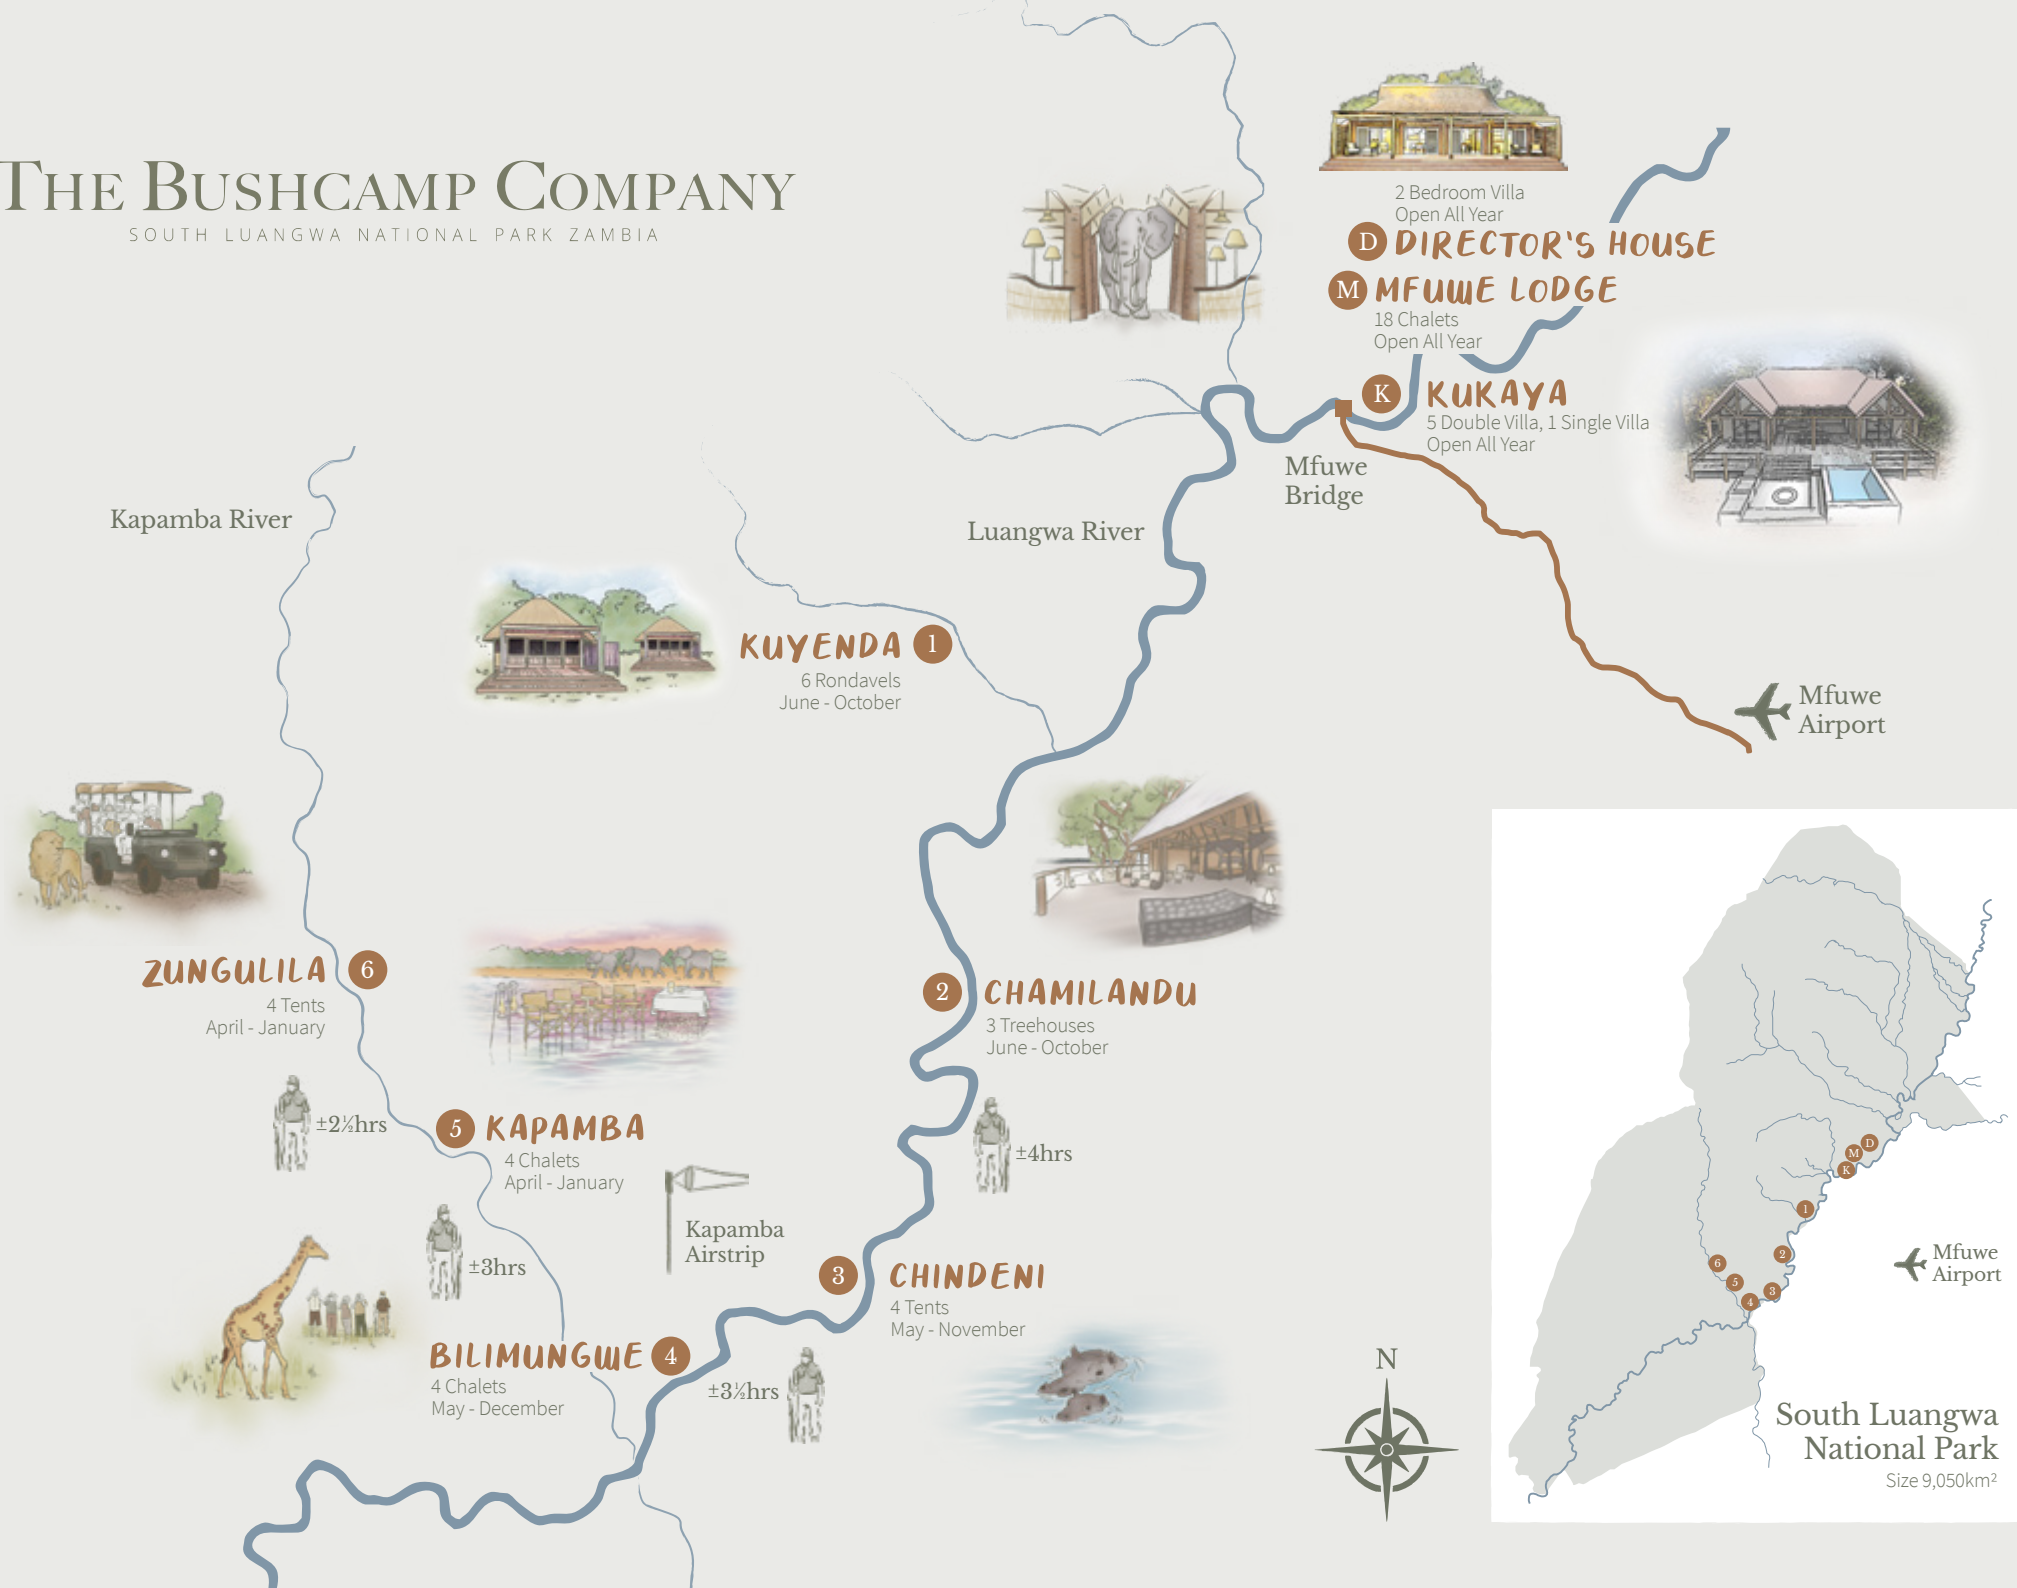 THE BUSHCAMP COMPANY
SOUTH LUANGWA NATIONAL PARK ZAMBIA
2 Bedroom Villa
Open All Year
D DIRECTOR'S HOUSE
M MFUWE LODGE
18 Chalets
Open All Year
K KUKAYA
5 Double Villa, 1 Single Villa
Open All Year
Mfuwe
Bridge
Kapamba River
Luangwa River
KUYENDA 1
6 Rondavels
June - October
Mfuwe
Airport
ZUNGULILA 6
4 Tents
April - January
2 CHAMILANDU
3 Treehouses
June - October
±2½hrs
5 KAPAMBA
4 Chalets
April - January
±4hrs
Kapamba
Airstrip
±3hrs
3 CHINDENI
4 Tents
May - November
BILIMUNGWE 4
4 Chalets
May - December
±3½hrs
N
D
M
K
1
2
6
5
3
4
Mfuwe
Airport
South Luangwa
National Park
Size 9,050km²